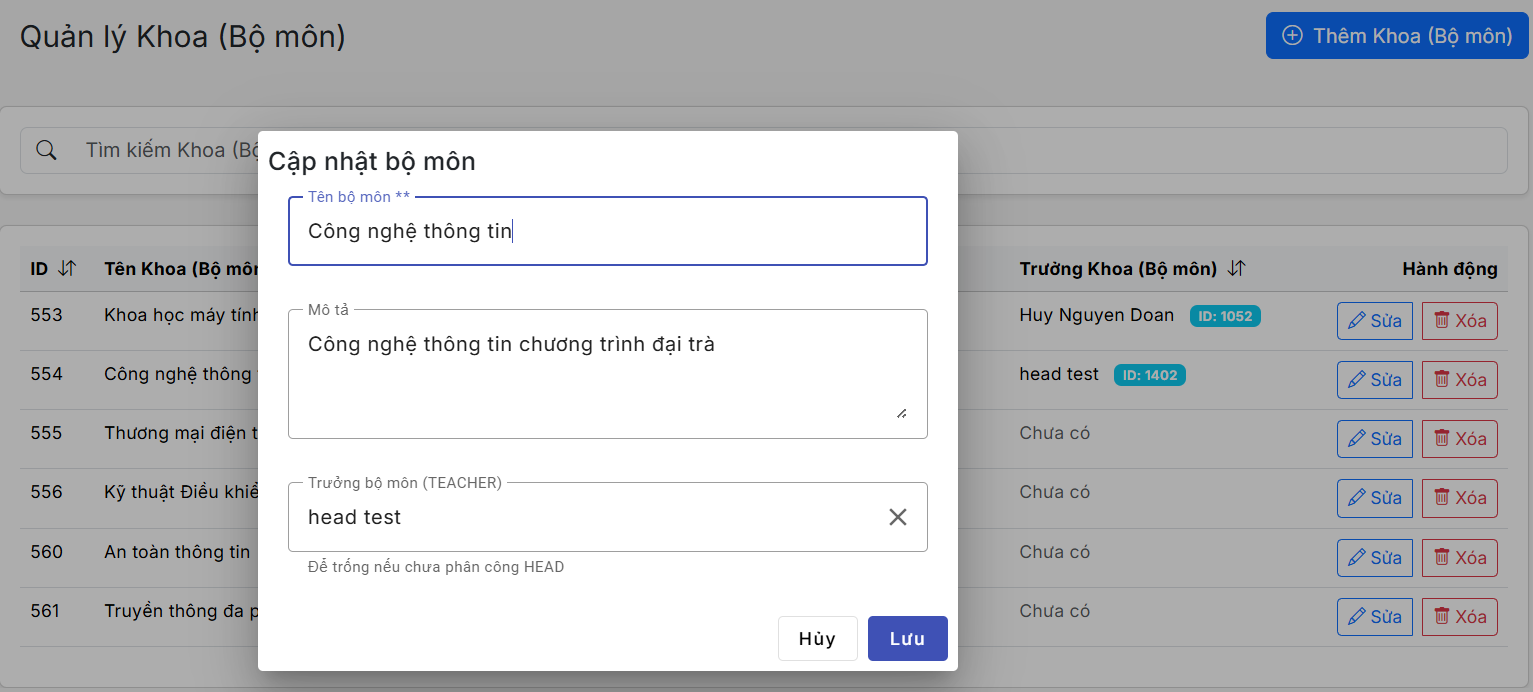 Quản lý Khoa (Bộ môn)
Thêm Khoa (Bộ môn)
Tìm kiếm Khoa (Bộ
Cập nhật bộ môn
Tên bộ môn **
Công nghệ thông tin
Mô tả
Công nghệ thông tin chương trình đại trà
Trưởng bộ môn (TEACHER)
head test
Để trống nếu chưa phân công HEAD
Hủy Lưu
ID Tên Khoa (Bộ môn Trưởng Khoa (Bộ môn) Hành động
553 Khoa học máy tính Huy Nguyen Doan ID: 1052 Sửa Xóa
554 Công nghệ thông head test ID: 1402 Sửa Xóa
555 Thương mại điện t Chưa có Sửa Xóa
556 Kỹ thuật Điều khiể Chưa có Sửa Xóa
560 An toàn thông tin Chưa có Sửa Xóa
561 Truyền thông đa p Chưa có Sửa Xóa